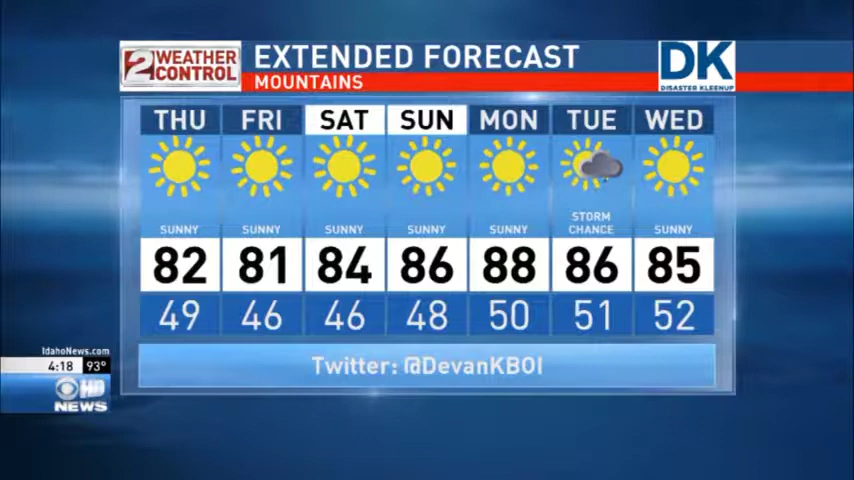 2 WEATHER CONTROL
EXTENDED FORECAST
MOUNTAINS
DK
DISASTER KLEENUP
THU FRI SAT SUN MON TUE WED
SUNNY SUNNY SUNNY SUNNY SUNNY STORM CHANCE SUNNY
82 81 84 86 88 86 85
49 46 46 48 50 51 52
Twitter: @DevanKBOI
IdahoNews.com
4:18 93°
HD
NEWS